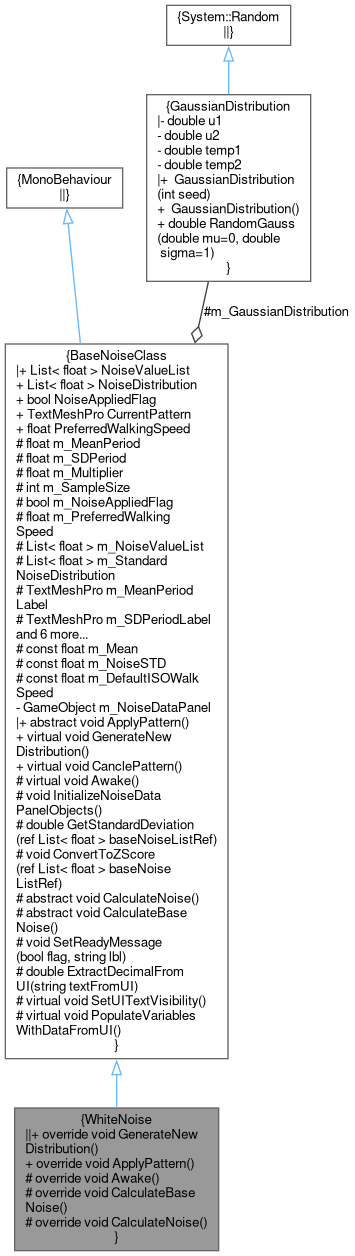 {System::Random
||}
{GaussianDistribution
|- double u1
- double u2
- double temp1
- double temp2
|+  GaussianDistribution
(int seed)
+  GaussianDistribution()
+ double RandomGauss
(double mu=0, double
 sigma=1)
}
{MonoBehaviour
||}
#m_GaussianDistribution
{BaseNoiseClass
|+ List< float > NoiseValueList
+ List< float > NoiseDistribution
+ bool NoiseAppliedFlag
+ TextMeshPro CurrentPattern
+ float PreferredWalkingSpeed
# float m_MeanPeriod
# float m_SDPeriod
# float m_Multiplier
# int m_SampleSize
# bool m_NoiseAppliedFlag
# float m_PreferredWalking
Speed
# List< float > m_NoiseValueList
# List< float > m_Standard
NoiseDistribution
# TextMeshPro m_MeanPeriod
Label
# TextMeshPro m_SDPeriodLabel
and 6 more...
# const float m_Mean
# const float m_NoiseSTD
# const float m_DefaultISOWalk
Speed
- GameObject m_NoiseDataPanel
|+ abstract void ApplyPattern()
+ virtual void GenerateNew
Distribution()
+ virtual void CanclePattern()
# virtual void Awake()
# void InitializeNoiseData
PanelObjects()
# double GetStandardDeviation
(ref List< float > baseNoiseListRef)
# void ConvertToZScore
(ref List< float > baseNoise
ListRef)
# abstract void CalculateNoise()
# abstract void CalculateBase
Noise()
# void SetReadyMessage
(bool flag, string lbl)
# double ExtractDecimalFrom
UI(string textFromUI)
# virtual void SetUITextVisibility()
# virtual void PopulateVariables
WithDataFromUI()
}
{WhiteNoise
||+ override void GenerateNew
Distribution()
+ override void ApplyPattern()
# override void Awake()
# override void CalculateBase
Noise()
# override void CalculateNoise()
}